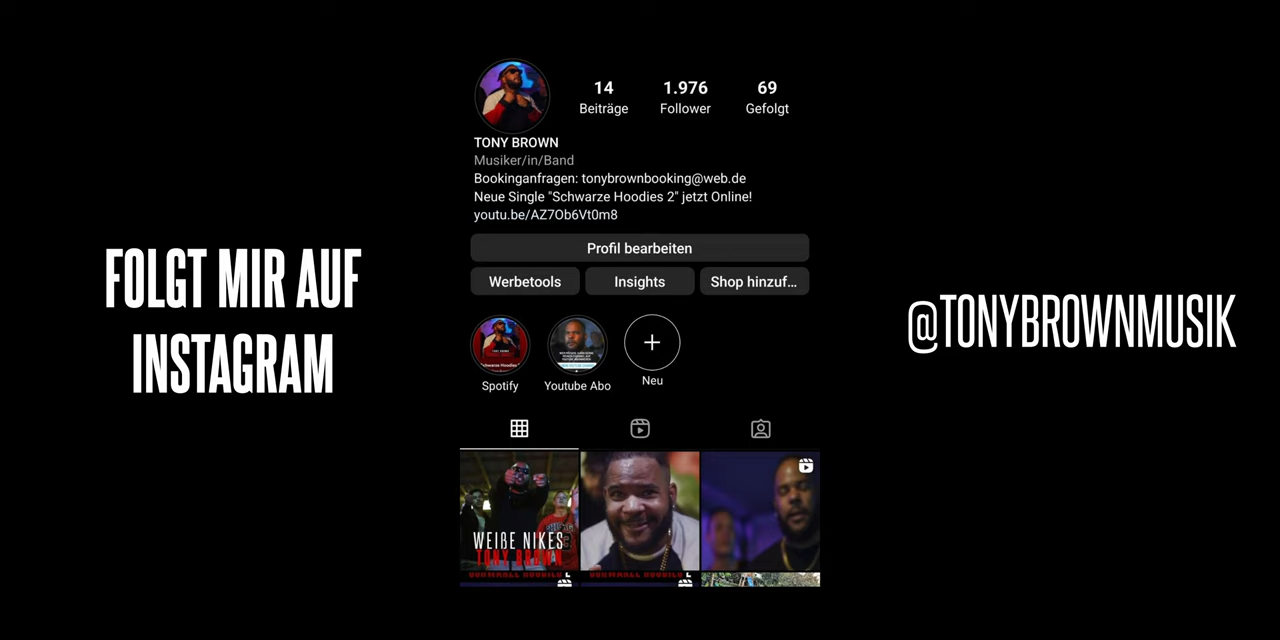 FOLGT MIR AUF
INSTAGRAM
14
Beiträge
1.976
Follower
69
Gefolgt
TONY BROWN
Musiker/in/Band
Bookinganfragen: tonybrownbooking@web.de
Neue Single "Schwarze Hoodies 2" jetzt Online!
youtu.be/AZ7Ob6Vt0m8
Profil bearbeiten
Werbetools
Insights
Shop hinzuf...
Spotify
Youtube Abo
Neu
WEIßE NIKES
TONY BROWN
@TONYBROWNMUSIK